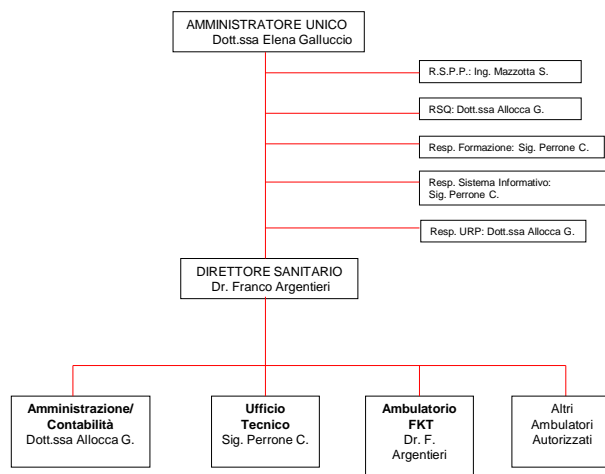 AMMINISTRATORE UNICO
Dott.ssa Elena Galluccio
R.S.P.P.: Ing. Mazzotta S.
RSQ: Dott.ssa Allocca G.
Resp. Formazione: Sig. Perrone C.
Resp. Sistema Informativo:
Sig. Perrone C.
Resp. URP: Dott.ssa Allocca G.
DIRETTORE SANITARIO
Dr. Franco Argentieri
Amministrazione/
Contabilità
Dott.ssa Allocca G.
Ufficio
Tecnico
Sig. Perrone C.
Ambulatorio
FKT
Dr. F.
Argentieri
Altri
Ambulatori
Autorizzati